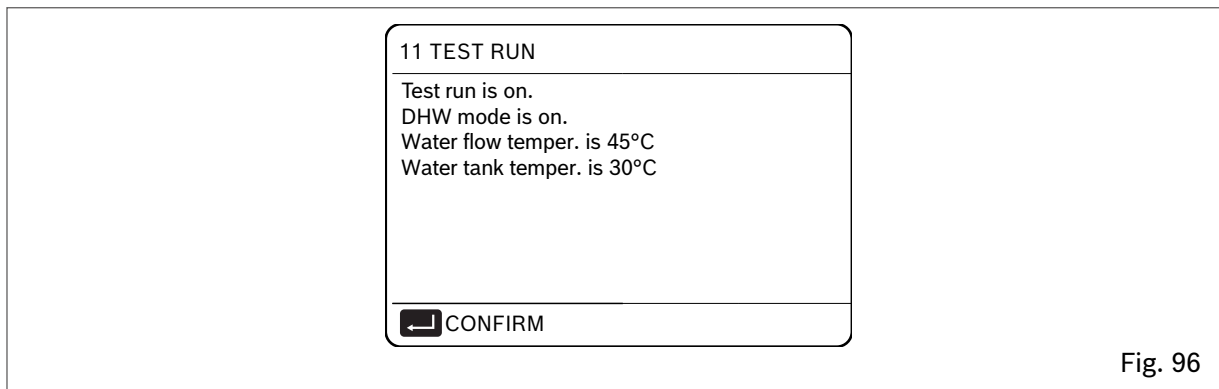 11 TEST RUN
Test run is on.
DHW mode is on.
Water flow temper. is 45°C
Water tank temper. is 30°C
CONFIRM
Fig. 96